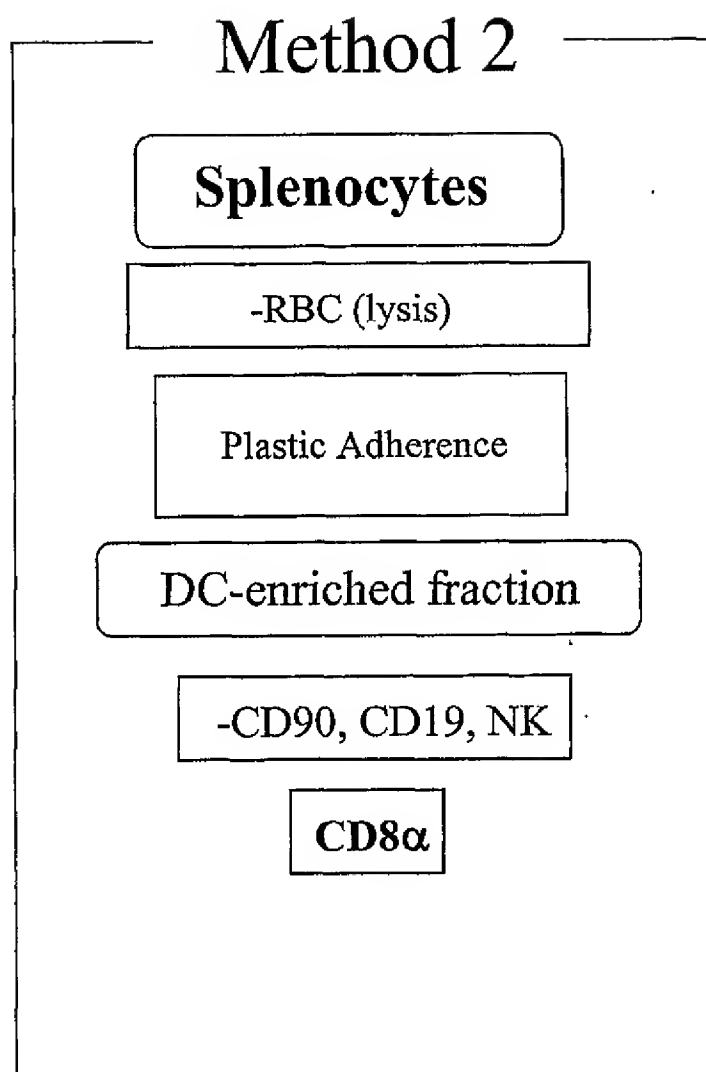 Method 2
Splenocytes
-RBC (lysis)
Plastic Adherence
DC-enriched fraction
-CD90, CD19, NK
CD8α